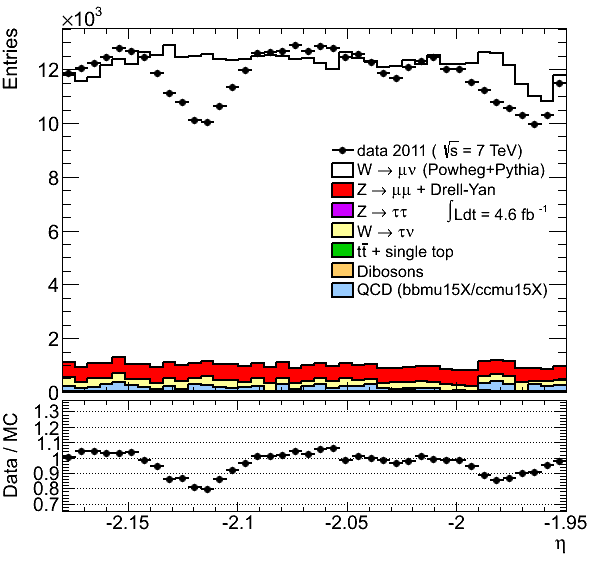 ×10³
Entries
12
10
8
6
4
2
0
data 2011 ( √s = 7 TeV)
W → μν (Powheg+Pythia)
Z → μμ + Drell-Yan
Z → ττ
∫Ldt = 4.6 fb⁻¹
W → τν
tt̄ + single top
Dibosons
QCD (bbmu15X/ccmu15X)
Data / MC
1.3
1.2
1.1
1
0.9
0.8
0.7
-2.15
-2.1
-2.05
-2
-1.95
η